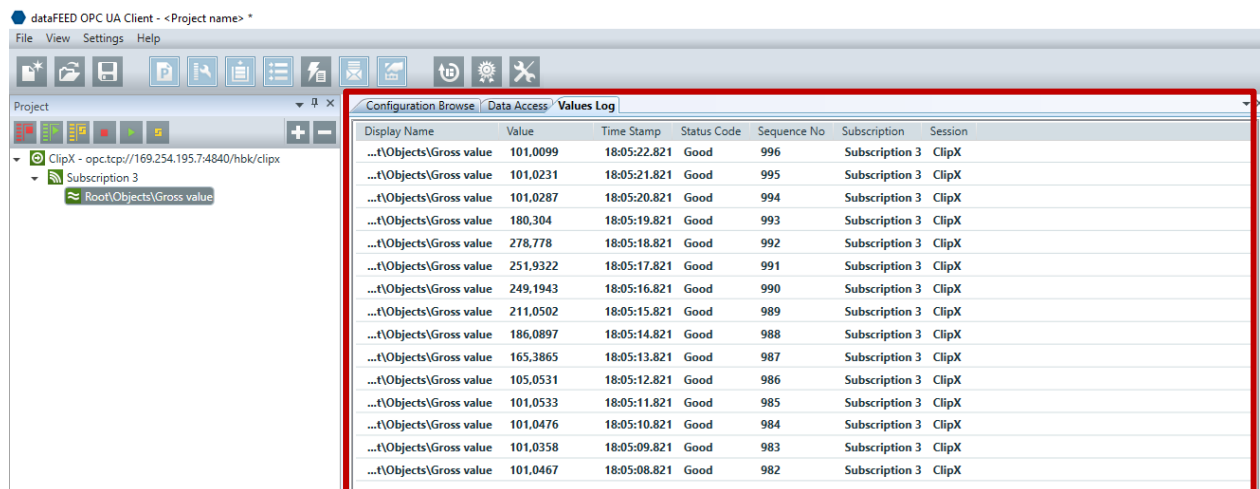 dataFEED OPC UA Client - <Project name> *
File View Settings Help
Project
ClipX - opc.tcp://169.254.195.7:4840/hbk/clipx
Subscription 3
Root\Objects\Gross value
Configuration Browse Data Access Values Log
Display Name Value Time Stamp Status Code Sequence No Subscription Session
...t\Objects\Gross value 101,0099 18:05:22.821 Good 996 Subscription 3 ClipX
...t\Objects\Gross value 101,0231 18:05:21.821 Good 995 Subscription 3 ClipX
...t\Objects\Gross value 101,0287 18:05:20.821 Good 994 Subscription 3 ClipX
...t\Objects\Gross value 180,304 18:05:19.821 Good 993 Subscription 3 ClipX
...t\Objects\Gross value 278,778 18:05:18.821 Good 992 Subscription 3 ClipX
...t\Objects\Gross value 251,9322 18:05:17.821 Good 991 Subscription 3 ClipX
...t\Objects\Gross value 249,1943 18:05:16.821 Good 990 Subscription 3 ClipX
...t\Objects\Gross value 211,0502 18:05:15.821 Good 989 Subscription 3 ClipX
...t\Objects\Gross value 186,0897 18:05:14.821 Good 988 Subscription 3 ClipX
...t\Objects\Gross value 165,3865 18:05:13.821 Good 987 Subscription 3 ClipX
...t\Objects\Gross value 105,0531 18:05:12.821 Good 986 Subscription 3 ClipX
...t\Objects\Gross value 101,0533 18:05:11.821 Good 985 Subscription 3 ClipX
...t\Objects\Gross value 101,0476 18:05:10.821 Good 984 Subscription 3 ClipX
...t\Objects\Gross value 101,0358 18:05:09.821 Good 983 Subscription 3 ClipX
...t\Objects\Gross value 101,0467 18:05:08.821 Good 982 Subscription 3 ClipX